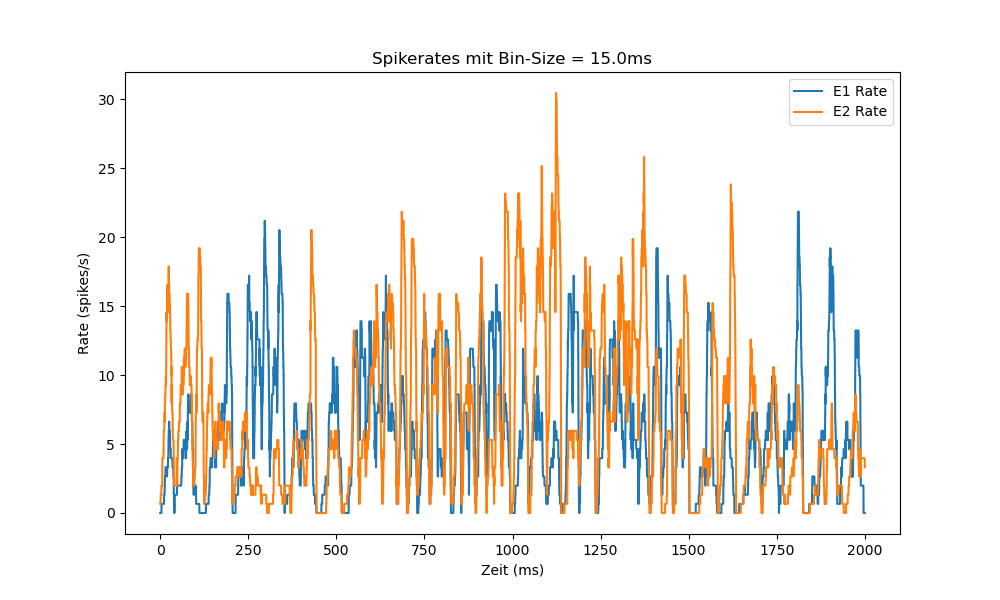 Spikerates mit Bin-Size = 15.0ms
E1 Rate
E2 Rate
30
25
20
15
10
5
0
Rate (spikes/s)
0 250 500 750 1000 1250 1500 1750 2000
Zeit (ms)